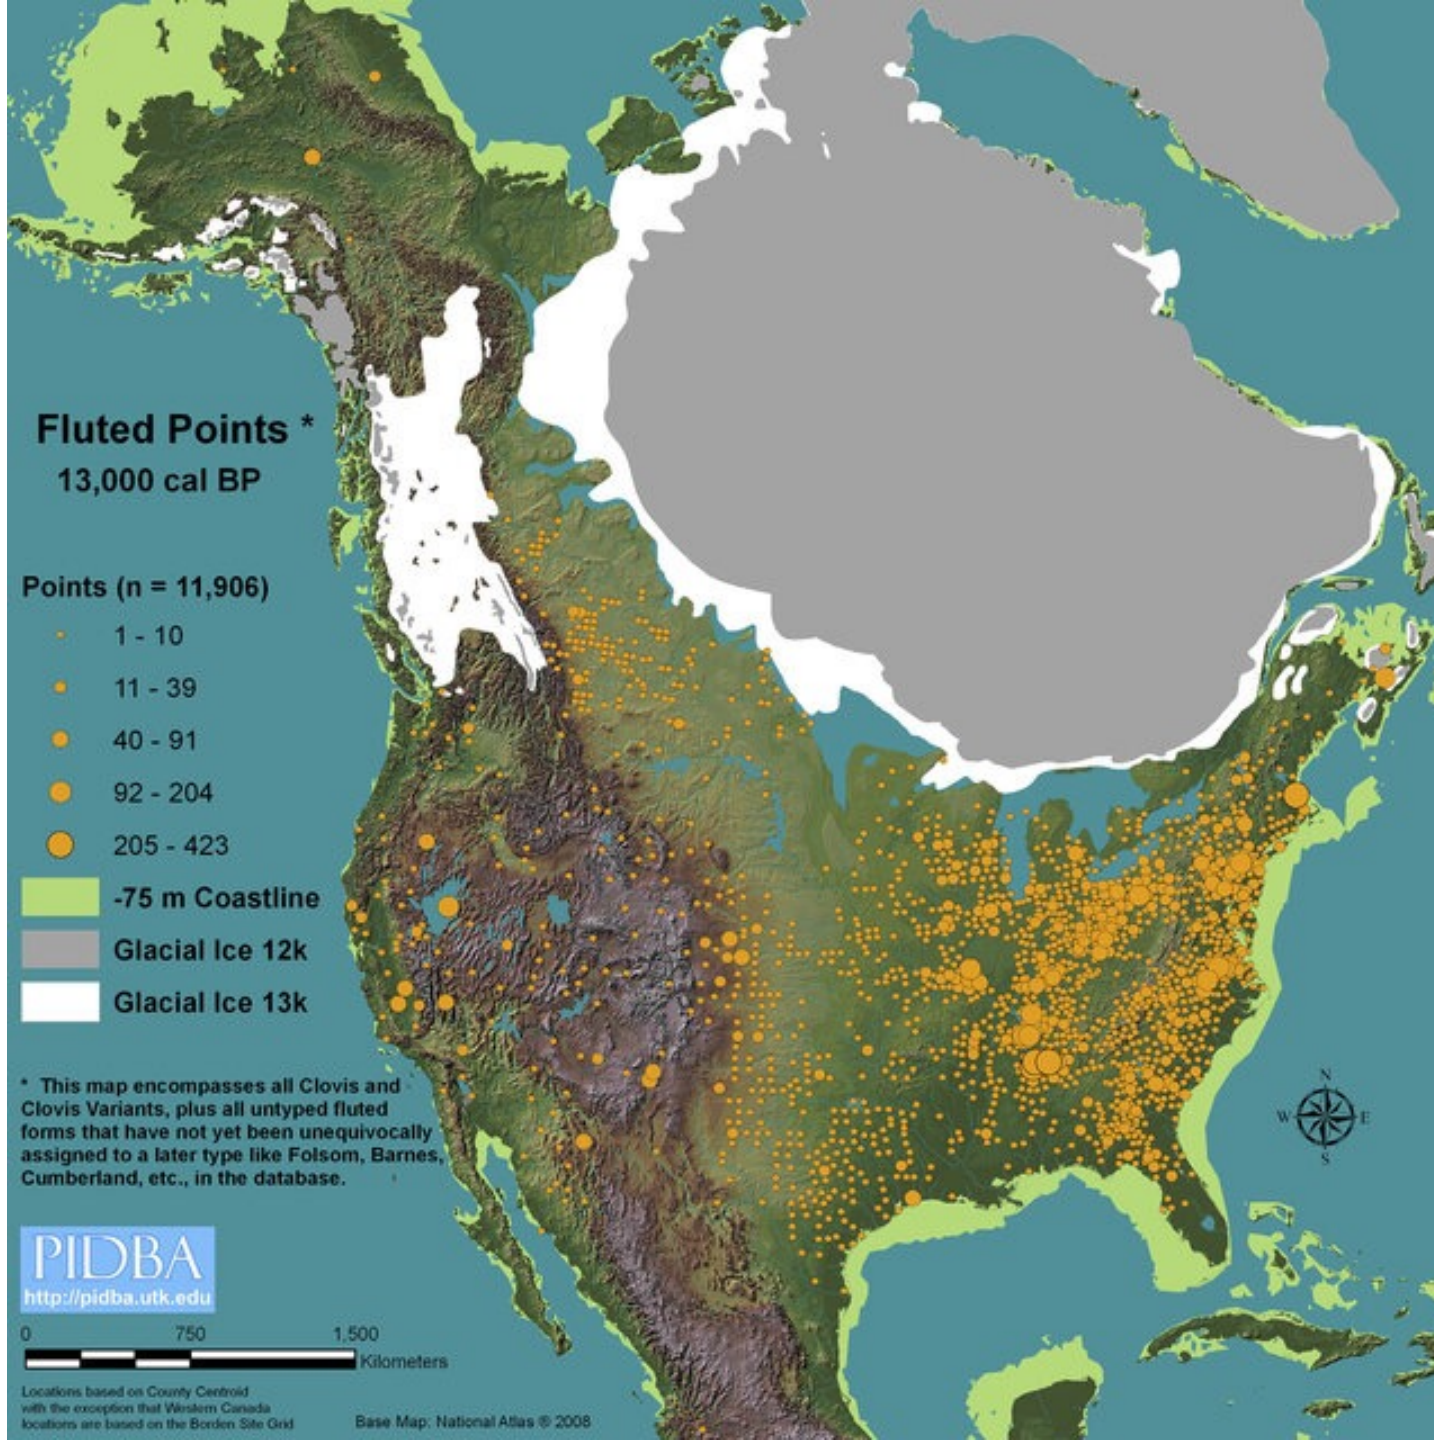 Fluted Points *
13,000 cal BP
Points (n = 11,906)
1 - 10
11 - 39
40 - 91
92 - 204
205 - 423
-75 m Coastline
Glacial Ice 12k
Glacial Ice 13k
* This map encompasses all Clovis and
Clovis Variants, plus all untyped fluted
forms that have not yet been unequivocally
assigned to a later type like Folsom, Barnes,
Cumberland, etc., in the database.
N
W E
S
PIDBA
http://pidba.utk.edu
0 750 1,500
Kilometers
Locations based on County Centroid
with the exception that Western Canada
locations are based on the Borden Site Grid
Base Map: National Atlas ® 2008